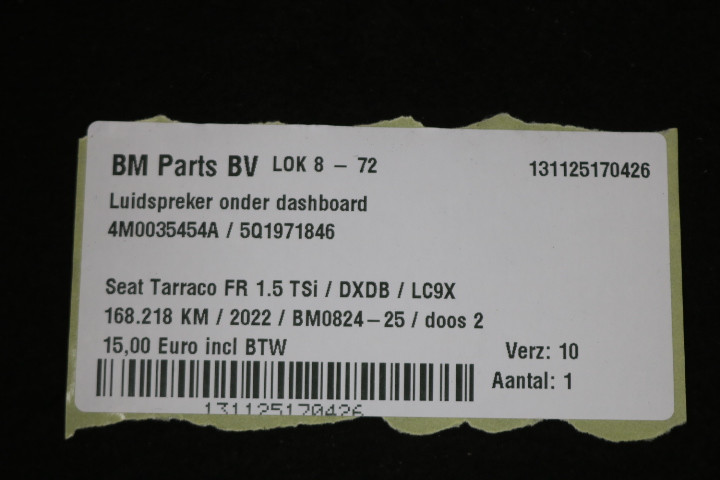 BM Parts BV LOK 8 - 72 131125170426
Luidspreker onder dashboard
4M0035454A / 5Q1971846
Seat Tarraco FR 1.5 TSi / DXDB / LC9X
168.218 KM / 2022 / BM0824-25 / doos 2
15,00 Euro incl BTW Verz: 10
Aantal: 1
131125170426